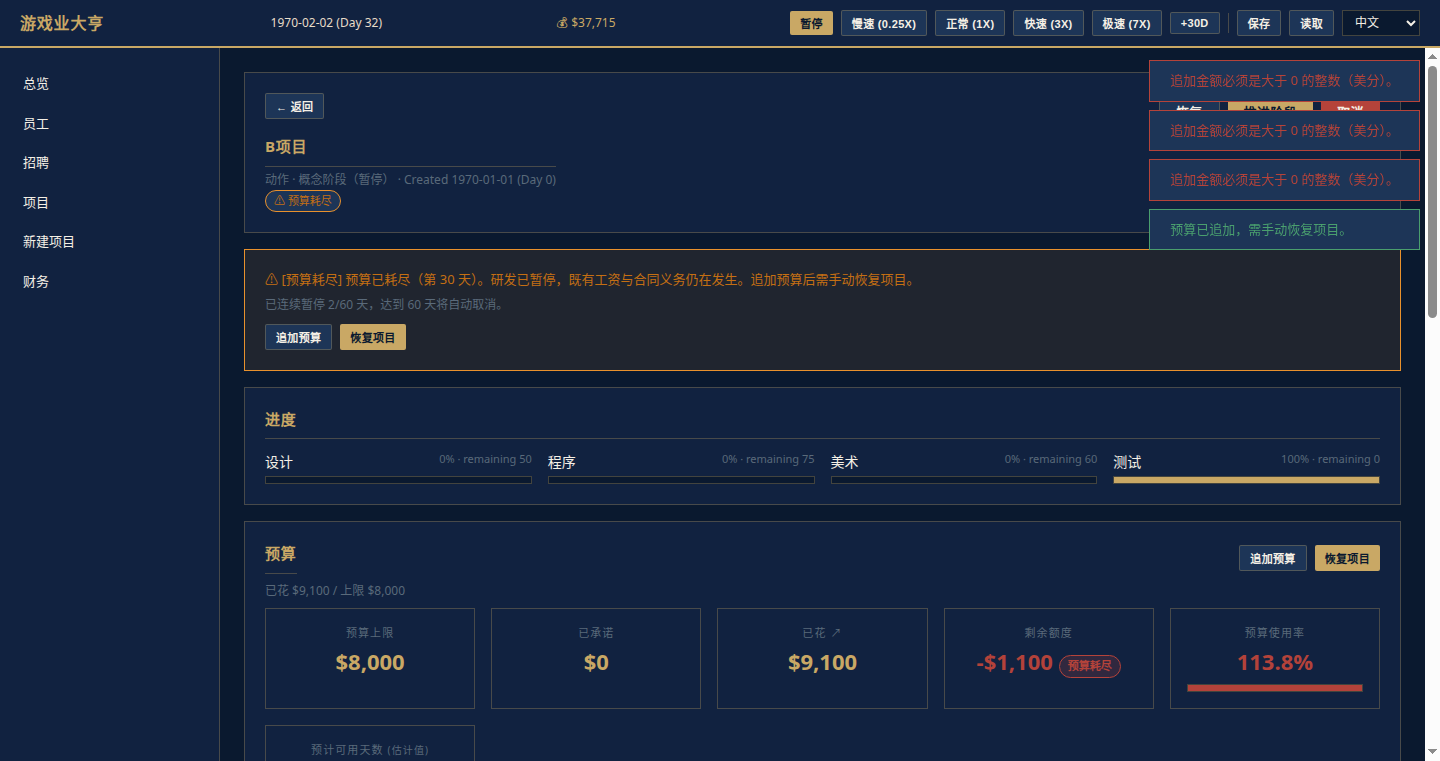 游戏业大亨
1970-02-02 (Day 32)
💰 $37,715
暂停
慢速 (0.25X)
正常 (1X)
快速 (3X)
极速 (7X)
+30D
保存
读取
中文
总览
员工
招聘
项目
新建项目
财务
追加金额必须是大于 0 的整数（美分）。
追加金额必须是大于 0 的整数（美分）。
追加金额必须是大于 0 的整数（美分）。
预算已追加，需手动恢复项目。
← 返回
恢复
推进阶段
取消
B项目
动作 · 概念阶段（暂停） · Created 1970-01-01 (Day 0)
⚠ 预算耗尽
⚠ [预算耗尽] 预算已耗尽（第 30 天）。研发已暂停，既有工资与合同义务仍在发生。追加预算后需手动恢复项目。
已连续暂停 2/60 天，达到 60 天将自动取消。
追加预算
恢复项目
进度
设计
0% · remaining 50
程序
0% · remaining 75
美术
0% · remaining 60
测试
100% · remaining 0
预算
追加预算
恢复项目
已花 $9,100 / 上限 $8,000
预算上限
$8,000
已承诺
$0
已花 ↗
$9,100
剩余额度
-$1,100 预算耗尽
预算使用率
113.8%
预计可用天数 (估计值)